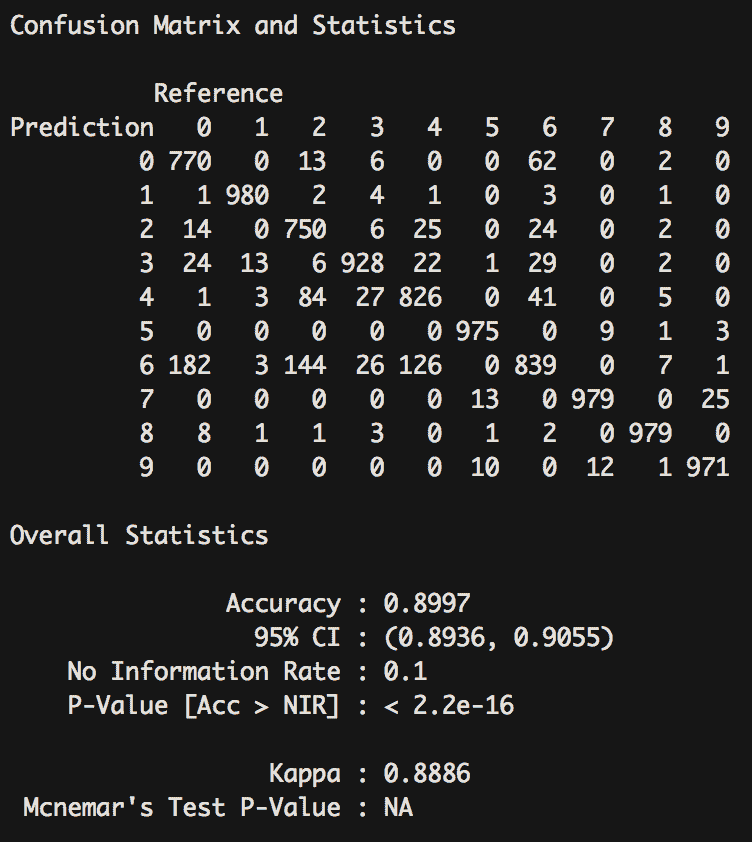 Confusion Matrix and Statistics
Reference
Prediction 0 1 2 3 4 5 6 7 8 9
0 770 0 13 6 0 0 62 0 2 0
1 1 980 2 4 1 0 3 0 1 0
2 14 0 750 6 25 0 24 0 2 0
3 24 13 6 928 22 1 29 0 2 0
4 1 3 84 27 826 0 41 0 5 0
5 0 0 0 0 0 975 0 9 1 3
6 182 3 144 26 126 0 839 0 7 1
7 0 0 0 0 0 13 0 979 0 25
8 8 1 1 3 0 1 2 0 979 0
9 0 0 0 0 0 10 0 12 1 971
Overall Statistics
Accuracy : 0.8997
95% CI : (0.8936, 0.9055)
No Information Rate : 0.1
P-Value [Acc > NIR] : < 2.2e-16
Kappa : 0.8886
Mcnemar's Test P-Value : NA